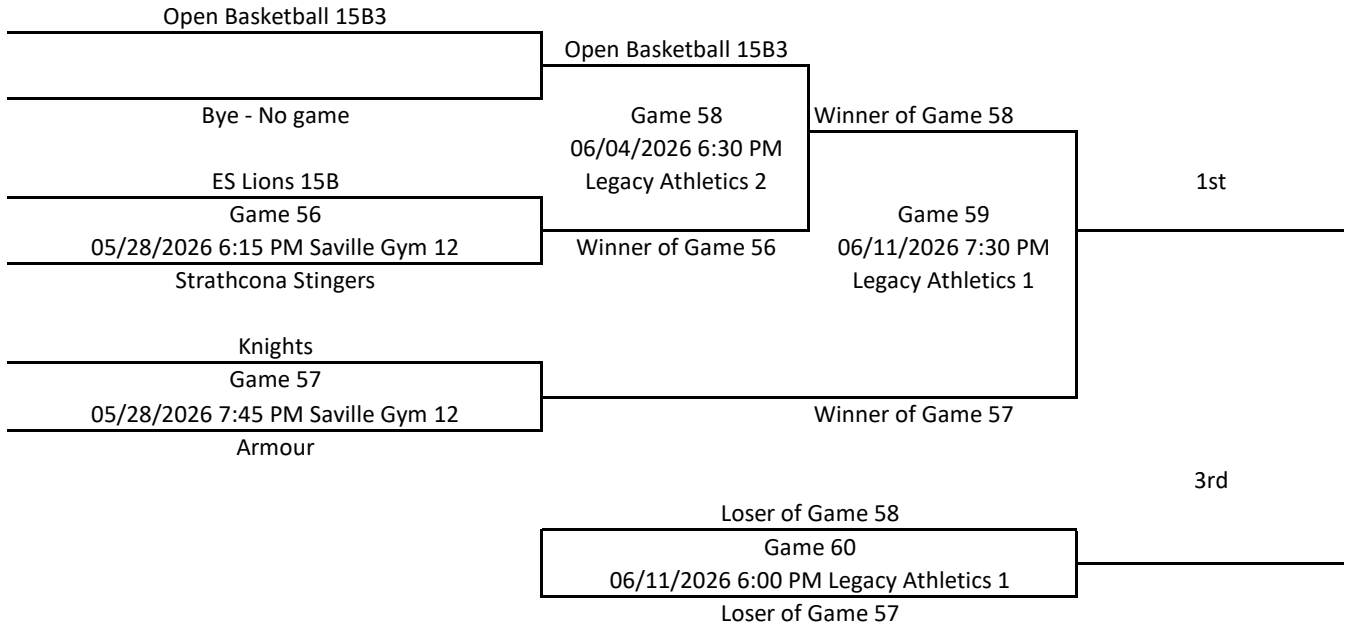 Open Basketball 15B3
Bye - No game
ES Lions 15B
Game 56
05/28/2026 6:15 PM Saville Gym 12
Strathcona Stingers
Knights
Game 57
05/28/2026 7:45 PM Saville Gym 12
Armour
Open Basketball 15B3
Game 58
06/04/2026 6:30 PM
Legacy Athletics 2
Winner of Game 56
Winner of Game 58
Game 59
06/11/2026 7:30 PM
Legacy Athletics 1
Winner of Game 57
1st
3rd
Loser of Game 58
Game 60
06/11/2026 6:00 PM Legacy Athletics 1
Loser of Game 57